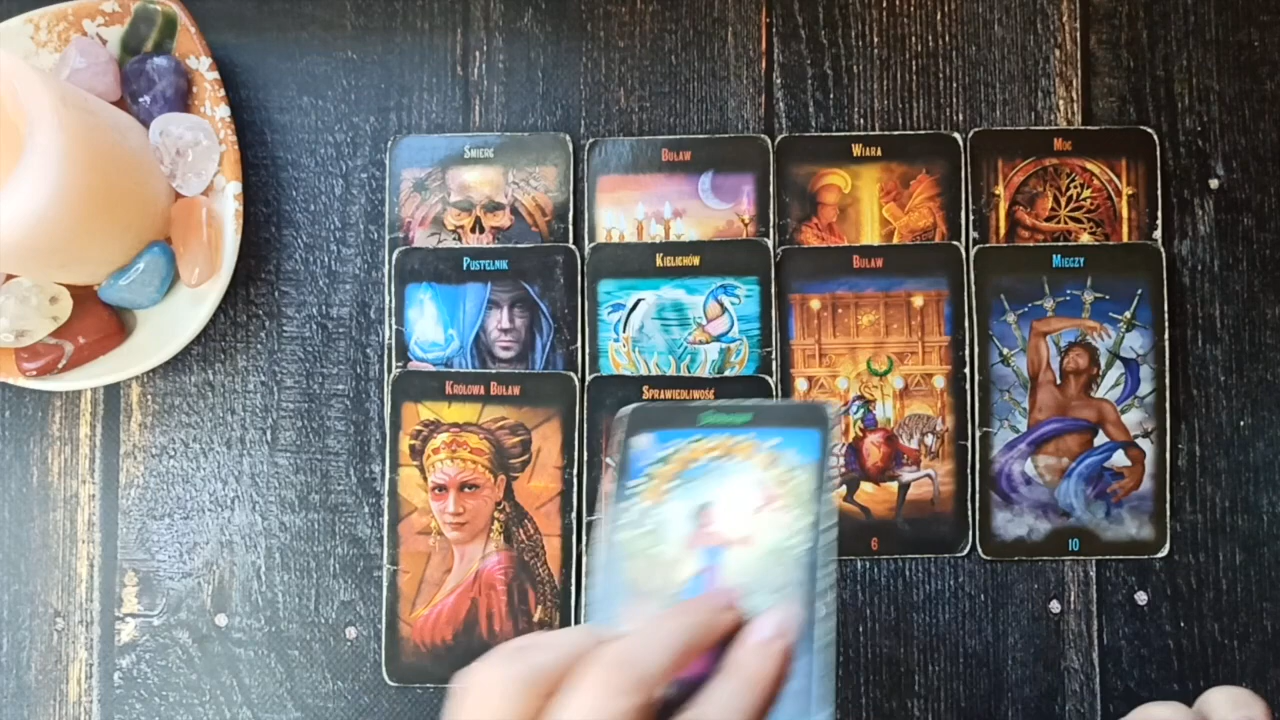 Śmierć
Buław
Wiara
Moc
Pustelnik
Kielichów
Buław
Mieczy
Królowa Buław
Sprawiedliwość
6
10